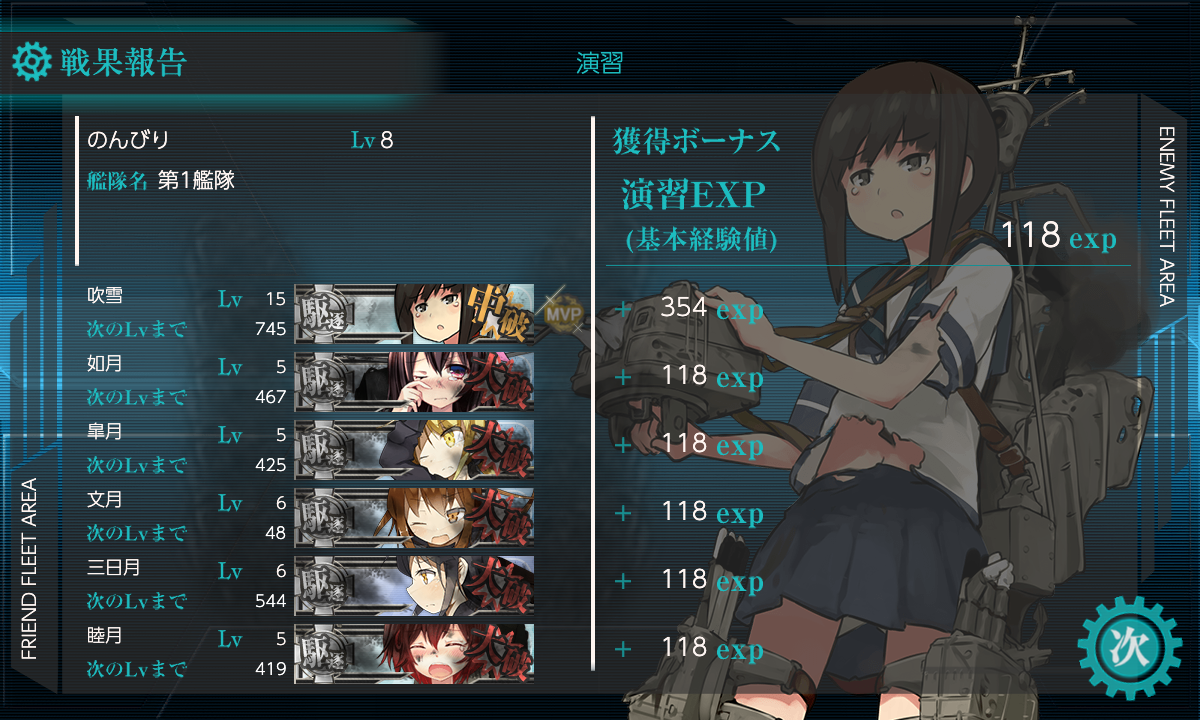 戦果報告
演習
のんびり Lv 8
艦隊名 第1艦隊
獲得ボーナス
演習EXP
(基本経験値)
118 exp
吹雪 Lv 15
次のLvまで 745
駆逐
中破
MVP
+ 354 exp
如月 Lv 5
次のLvまで 467
駆逐
大破
+ 118 exp
皐月 Lv 5
次のLvまで 425
駆逐
大破
+ 118 exp
文月 Lv 6
次のLvまで 48
駆逐
大破
+ 118 exp
三日月 Lv 6
次のLvまで 544
駆逐
大破
+ 118 exp
睦月 Lv 5
次のLvまで 419
駆逐
大破
+ 118 exp
FRIEND FLEET AREA
ENEMY FLEET AREA
次